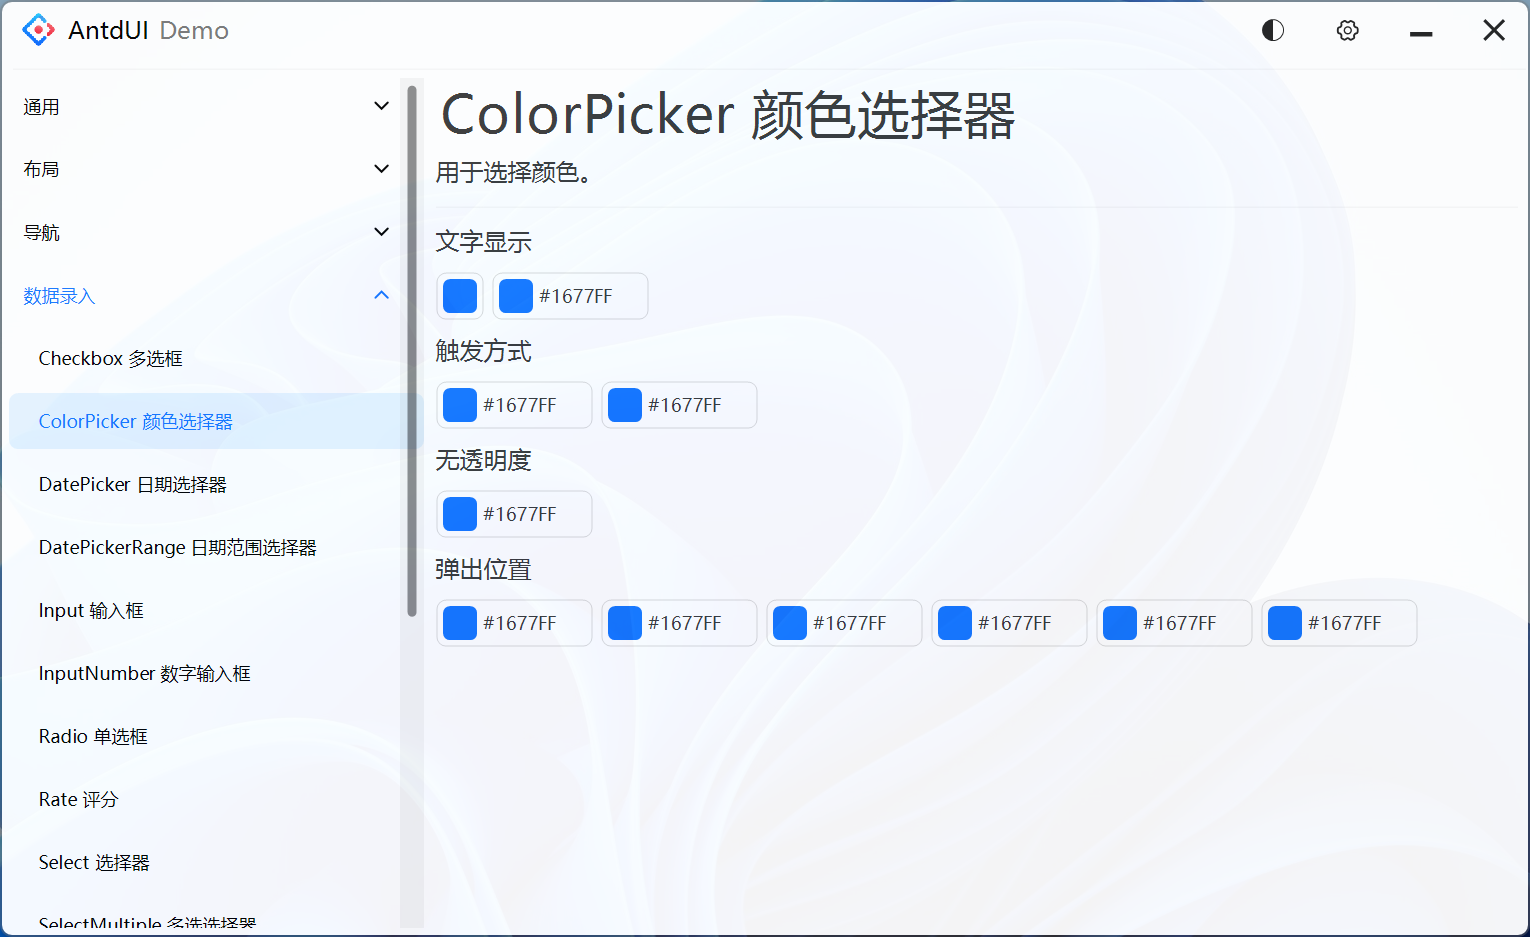 AntdUI Demo
通用
布局
导航
数据录入
Checkbox 多选框
ColorPicker 颜色选择器
DatePicker 日期选择器
DatePickerRange 日期范围选择器
Input 输入框
InputNumber 数字输入框
Radio 单选框
Rate 评分
Select 选择器
SelectMultiple 多选选择器
ColorPicker 颜色选择器
用于选择颜色。
文字显示
#1677FF
触发方式
#1677FF #1677FF
无透明度
#1677FF
弹出位置
#1677FF #1677FF #1677FF #1677FF #1677FF #1677FF